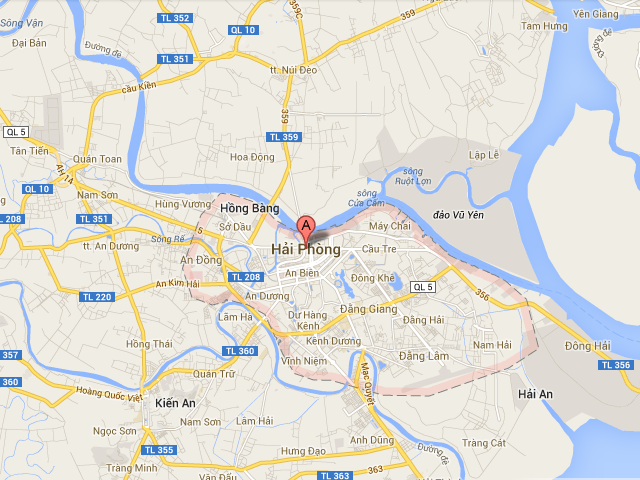 Sông Văn
TL 352
359C
359
Yên Giang
Tam Hưng
Đại Bản
Đường đê
QL 10
Đường đê
TL 351
tt. Núi Đèo
cầu Kiền
359
QL 5
TL 359
Tân Tiến
Quán Toan
Hoa Động
Lập Lễ
AH 14
sông
Ruột Lợn
QL 10
Nam Sơn
sông
Cửa Cấm
Hùng Vương
Hồng Bàng
đảo Vũ Yên
TL 208
TL 351
Sở Dầu
A
Máy Chai
Sông Rế
tt. An Dương
Hải Phòng
Cầu Tre
An Đồng
An Biên
TL 208
Đông Khê
An Kim Hải
QL 5
TL 220
An Dương
356
Đằng Giang
Lãm Hà
Dư Hàng
Kênh
Đằng Hải
Hồng Thái
Kênh Dương
Nam Hải
Đông Hải
357
TL 360
Đằng Lâm
Vĩnh Niệm
TL 356
Quán Trữ
Mạc Quyết
360
Hoàng Quốc Việt
Hải An
Kiến An
Nam Sơn
Lãm Hải
Ngọc Sơn
Anh Dũng
Tràng Cát
TL 355
Hưng Đạo
Đường đê
Tràng Minh
363
Văn Đẩu
TL 363